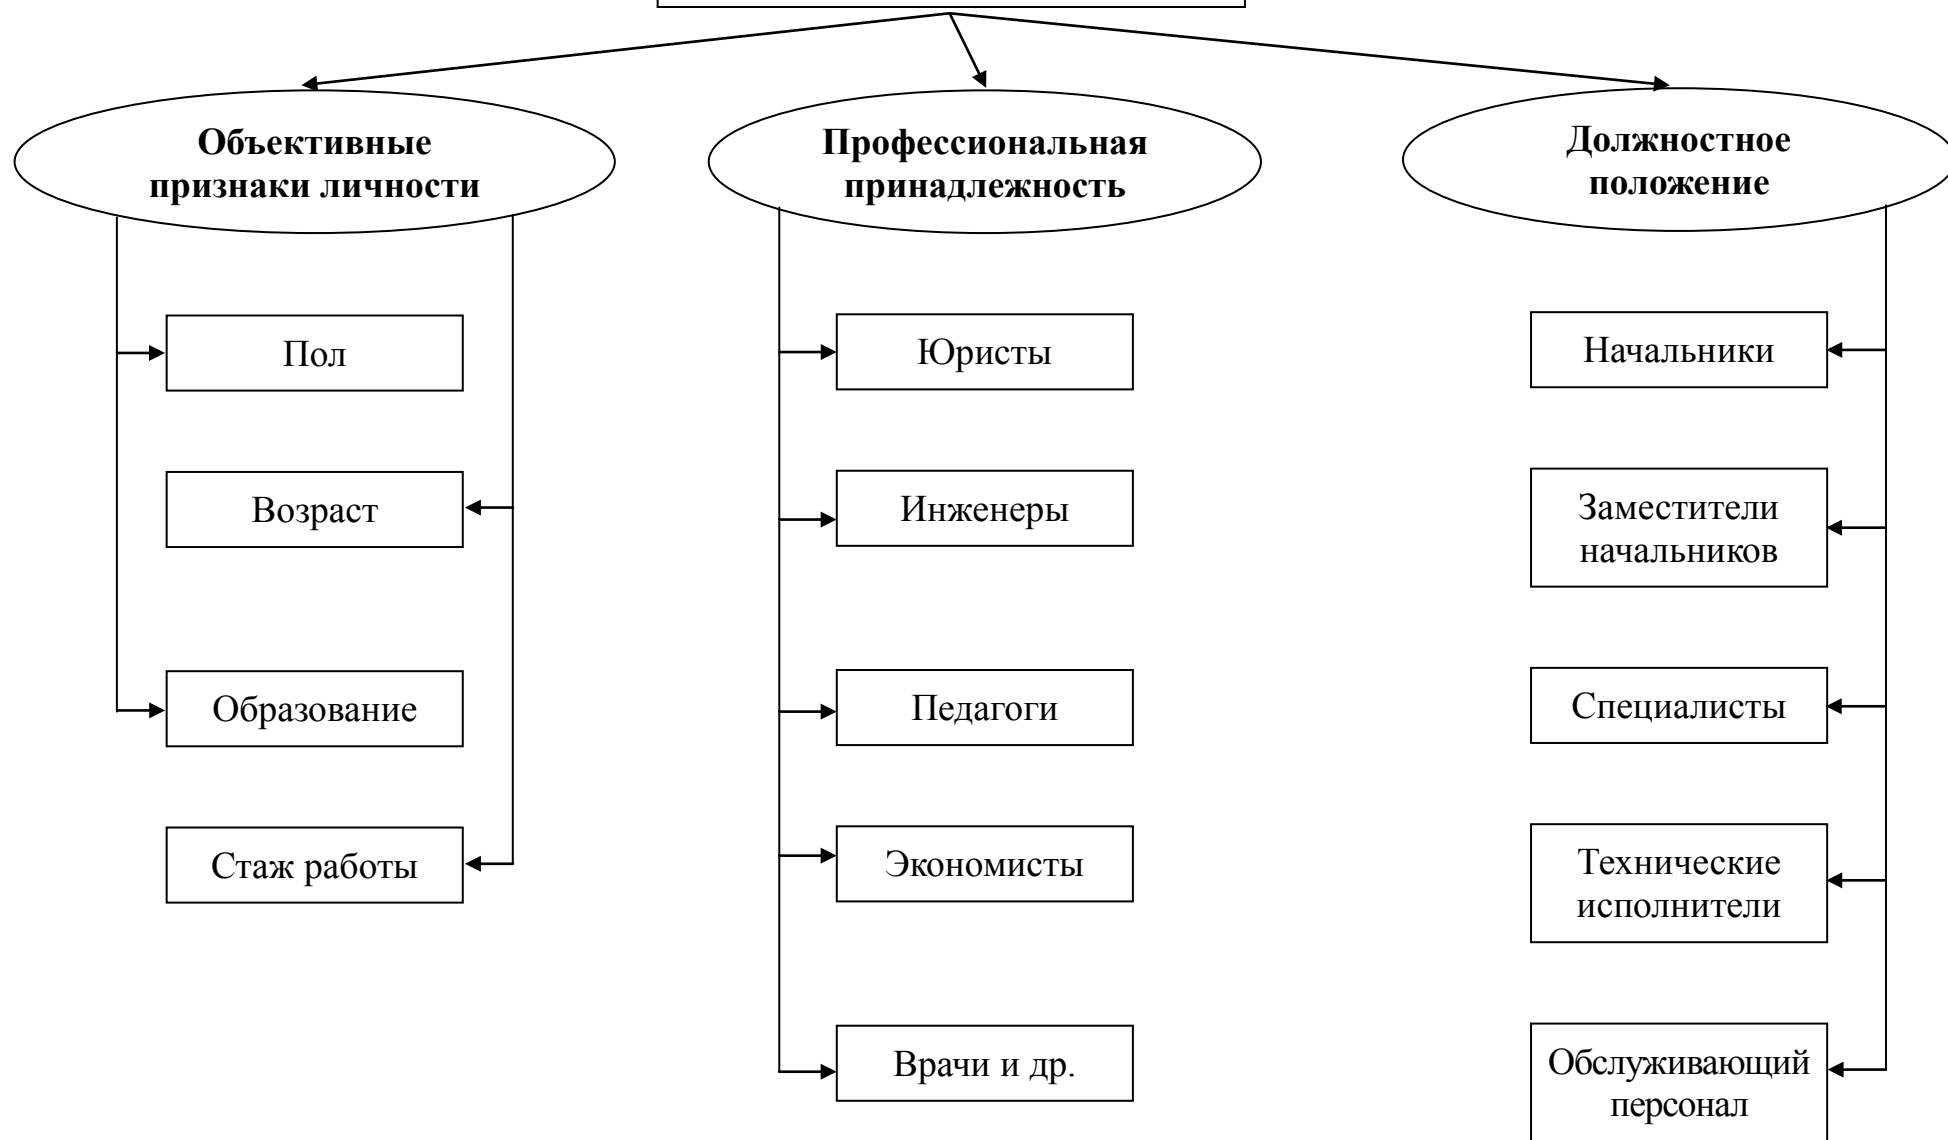 Объективные
признаки личности
Пол
Возраст
Образование
Стаж работы
Профессиональная
принадлежность
Юристы
Инженеры
Педагоги
Экономисты
Врачи и др.
Должностное
положение
Начальники
Заместители
начальников
Специалисты
Технические
исполнители
Обслуживающий
персонал